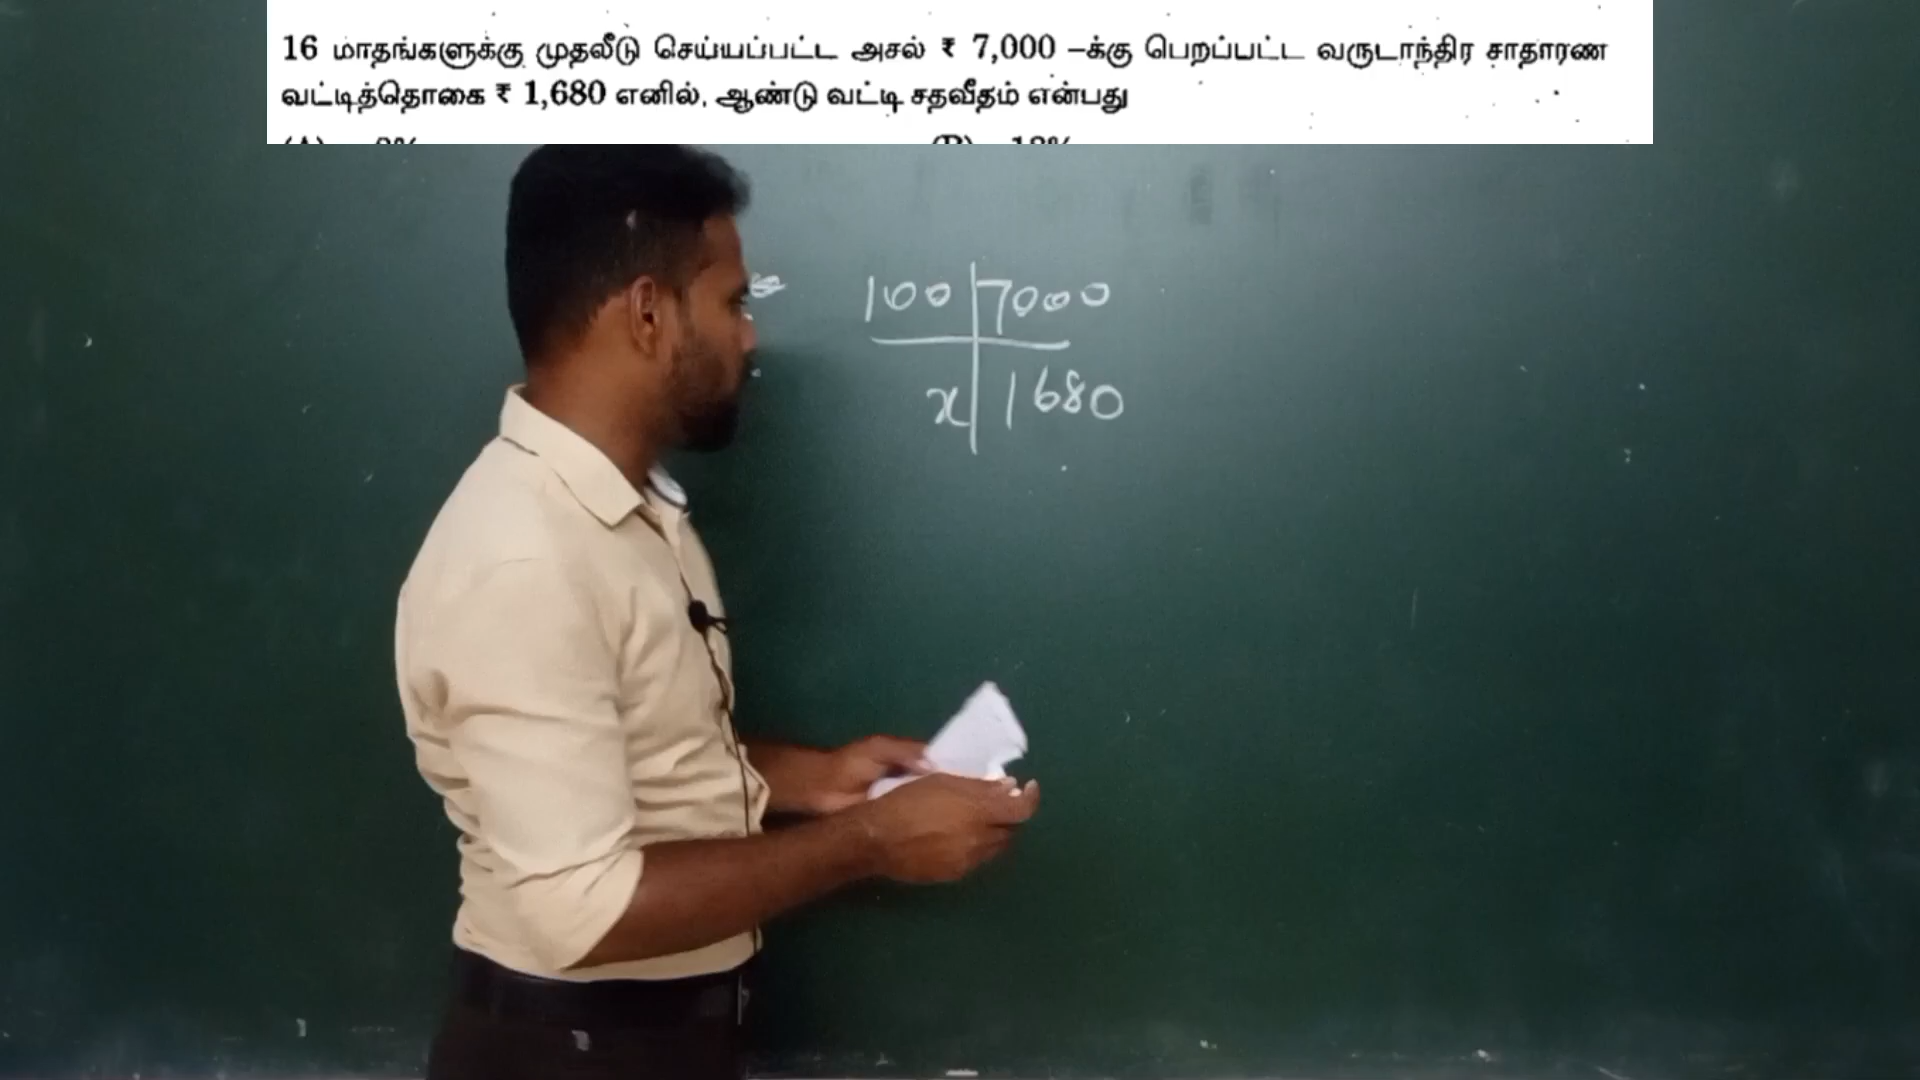 16 மாதங்களுக்கு முதலீடு செய்யப்பட்ட அசல் ₹ 7,000 –க்கு பெறப்பட்ட வருடாந்திர சாதாரண
வட்டித்தொகை ₹ 1,680 எனில், ஆண்டு வட்டி சதவீதம் என்பது
100 7000
x 1680